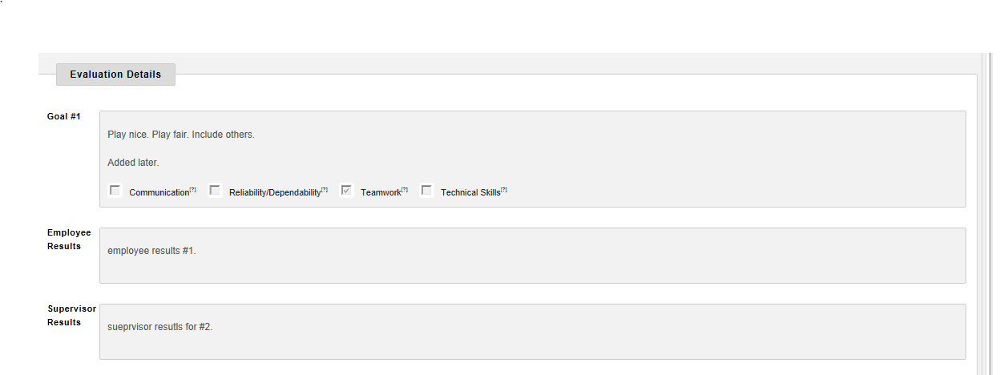 Evaluation Details
Goal #1
Play nice. Play fair. Include others.
Added later.
Communication[?] Reliability/Dependability[?] Teamwork[?] Technical Skills[?]
Employee
Results
employee results #1.
Supervisor
Results
sueprvisor resutls for #2.